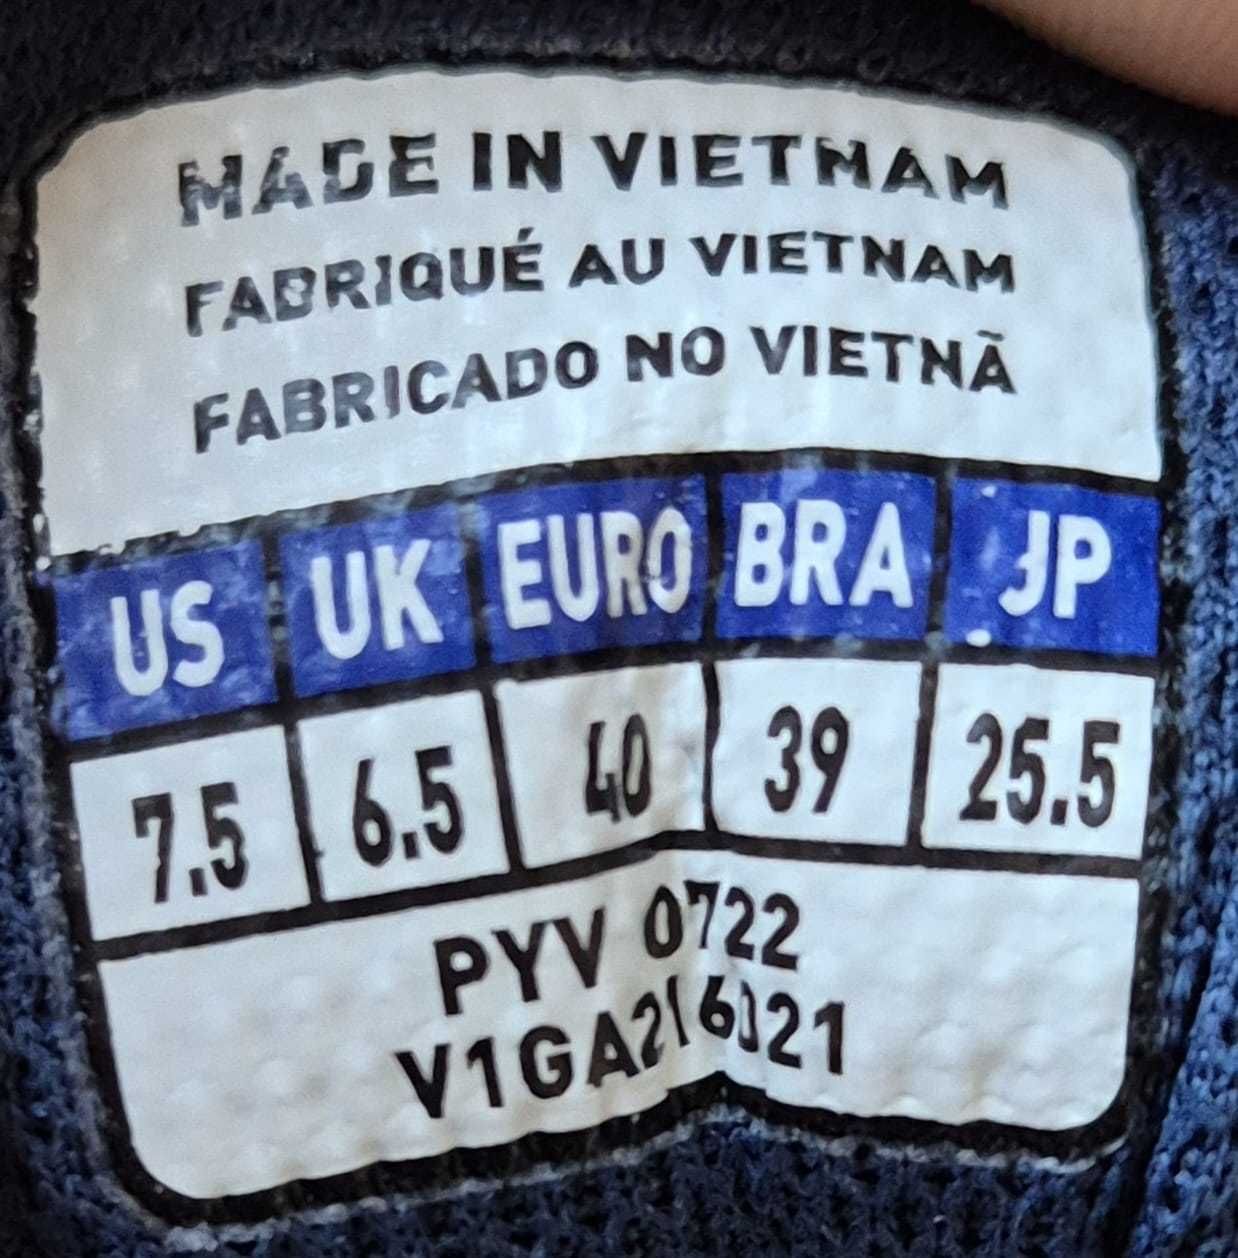 MADE IN VIETNAM
FABRIQUÉ AU VIETNAM
FABRICADO NO VIETNÃ
US UK EURO BRA JP
7.5 6.5 40 39 25.5
PYV 0722
V1GA216021